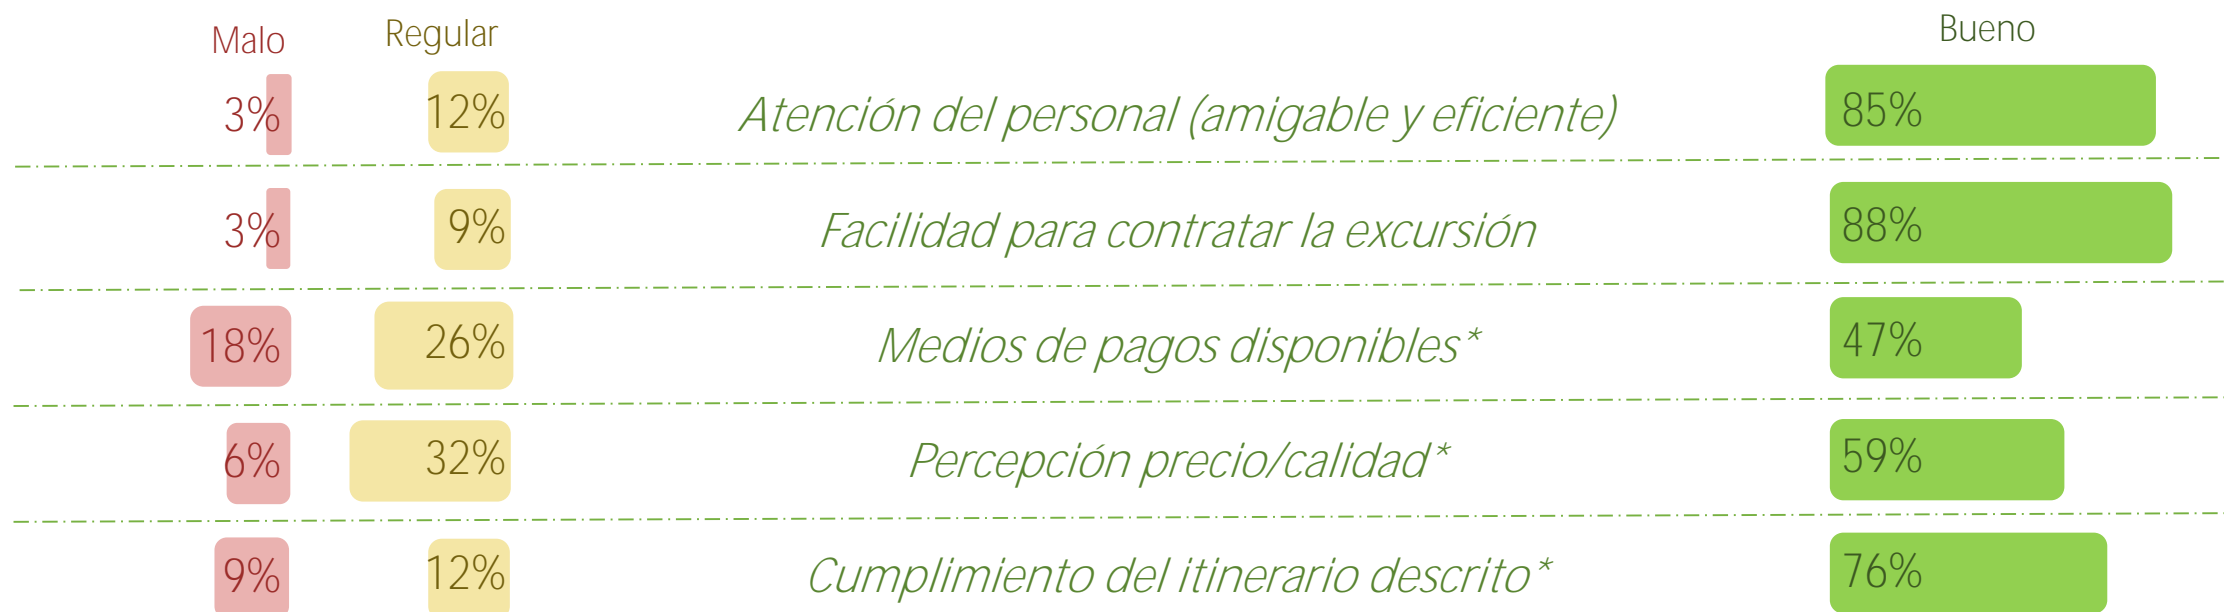 Malo Regular Bueno
3% 12% Atención del personal (amigable y eficiente) 85%
3% 9% Facilidad para contratar la excursión 88%
18% 26% Medios de pagos disponibles* 47%
6% 32% Percepción precio/calidad* 59%
9% 12% Cumplimiento del itinerario descrito* 76%